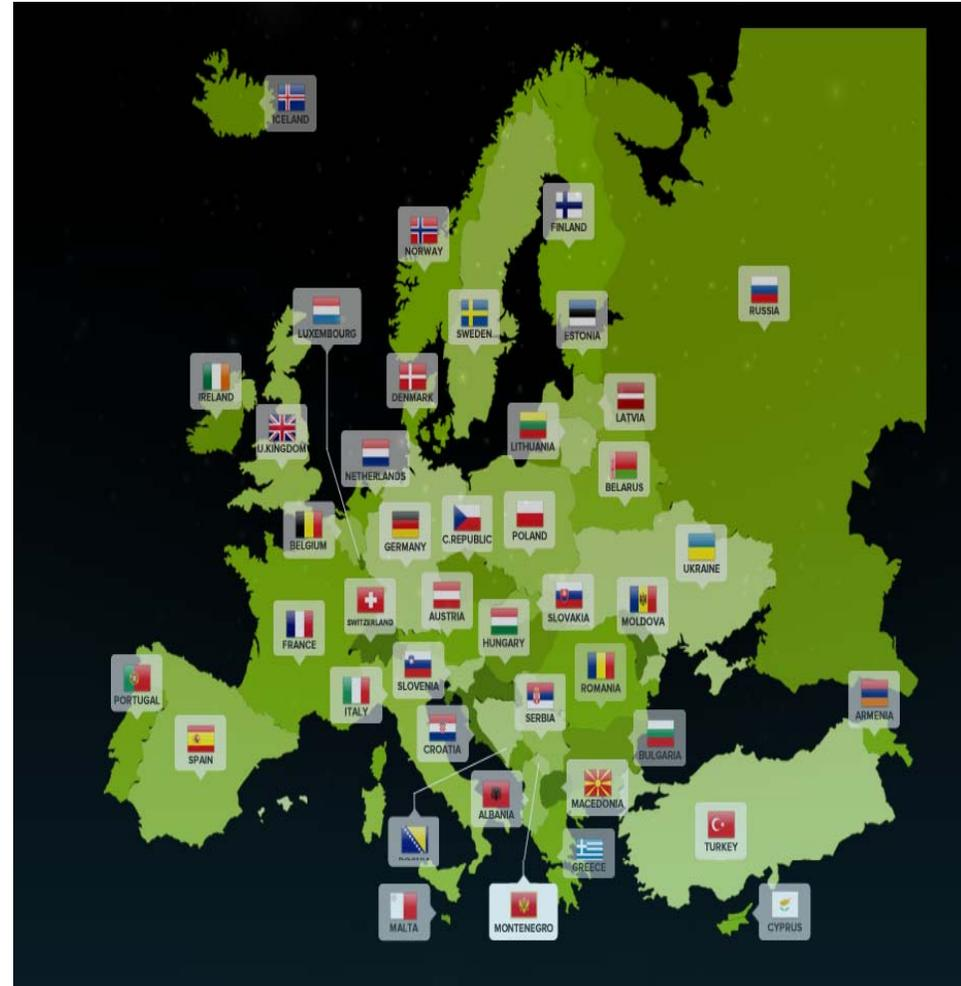 ICELAND
FINLAND
NORWAY
RUSSIA
LUXEMBOURG
SWEDEN
ESTONIA
IRELAND
DENMARK
LATVIA
U.KINGDOM
LITHUANIA
NETHERLANDS
BELARUS
BELGIUM
GERMANY
C.REPUBLIC
POLAND
UKRAINE
SWITZERLAND
AUSTRIA
SLOVAKIA
MOLDOVA
FRANCE
HUNGARY
PORTUGAL
SLOVENIA
ROMANIA
ITALY
SERBIA
ARMENIA
SPAIN
CROATIA
BULGARIA
ALBANIA
MACEDONIA
TURKEY
GREECE
MALTA
MONTENEGRO
CYPRUS